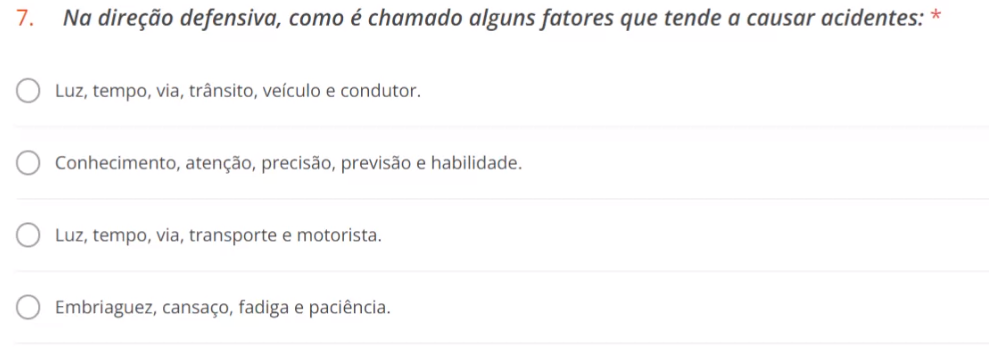 7. Na direção defensiva, como é chamado alguns fatores que tende a causar acidentes: *
Luz, tempo, via, trânsito, veículo e condutor.
Conhecimento, atenção, precisão, previsão e habilidade.
Luz, tempo, via, transporte e motorista.
Embriaguez, cansaço, fadiga e paciência.